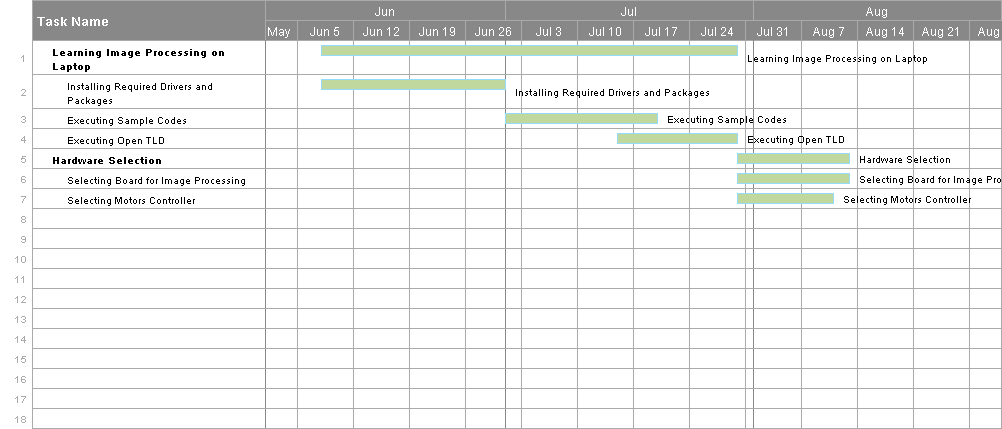 Task Name
Jun
Jul
Aug
May
Jun 5
Jun 12
Jun 19
Jun 26
Jul 3
Jul 10
Jul 17
Jul 24
Jul 31
Aug 7
Aug 14
Aug 21
Aug
1
Learning Image Processing on
Laptop
Learning Image Processing on Laptop
2
Installing Required Drivers and
Packages
Installing Required Drivers and Packages
3
Executing Sample Codes
Executing Sample Codes
4
Executing Open TLD
Executing Open TLD
5
Hardware Selection
Hardware Selection
6
Selecting Board for Image Processing
Selecting Board for Image Pro
7
Selecting Motors Controller
Selecting Motors Controller
8
9
10
11
12
13
14
15
16
17
18